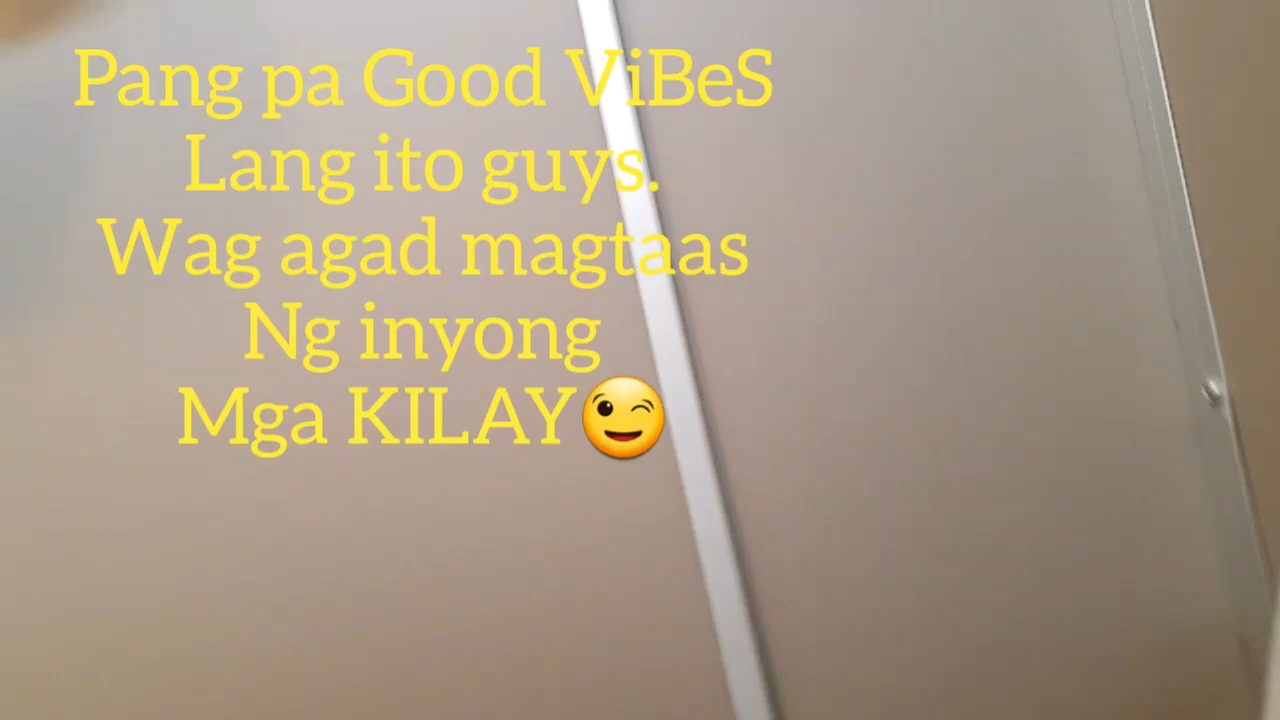 Pang pa Good ViBeS
Lang ito guys.
Wag agad magtaas
Ng inyong
Mga KILAY😉